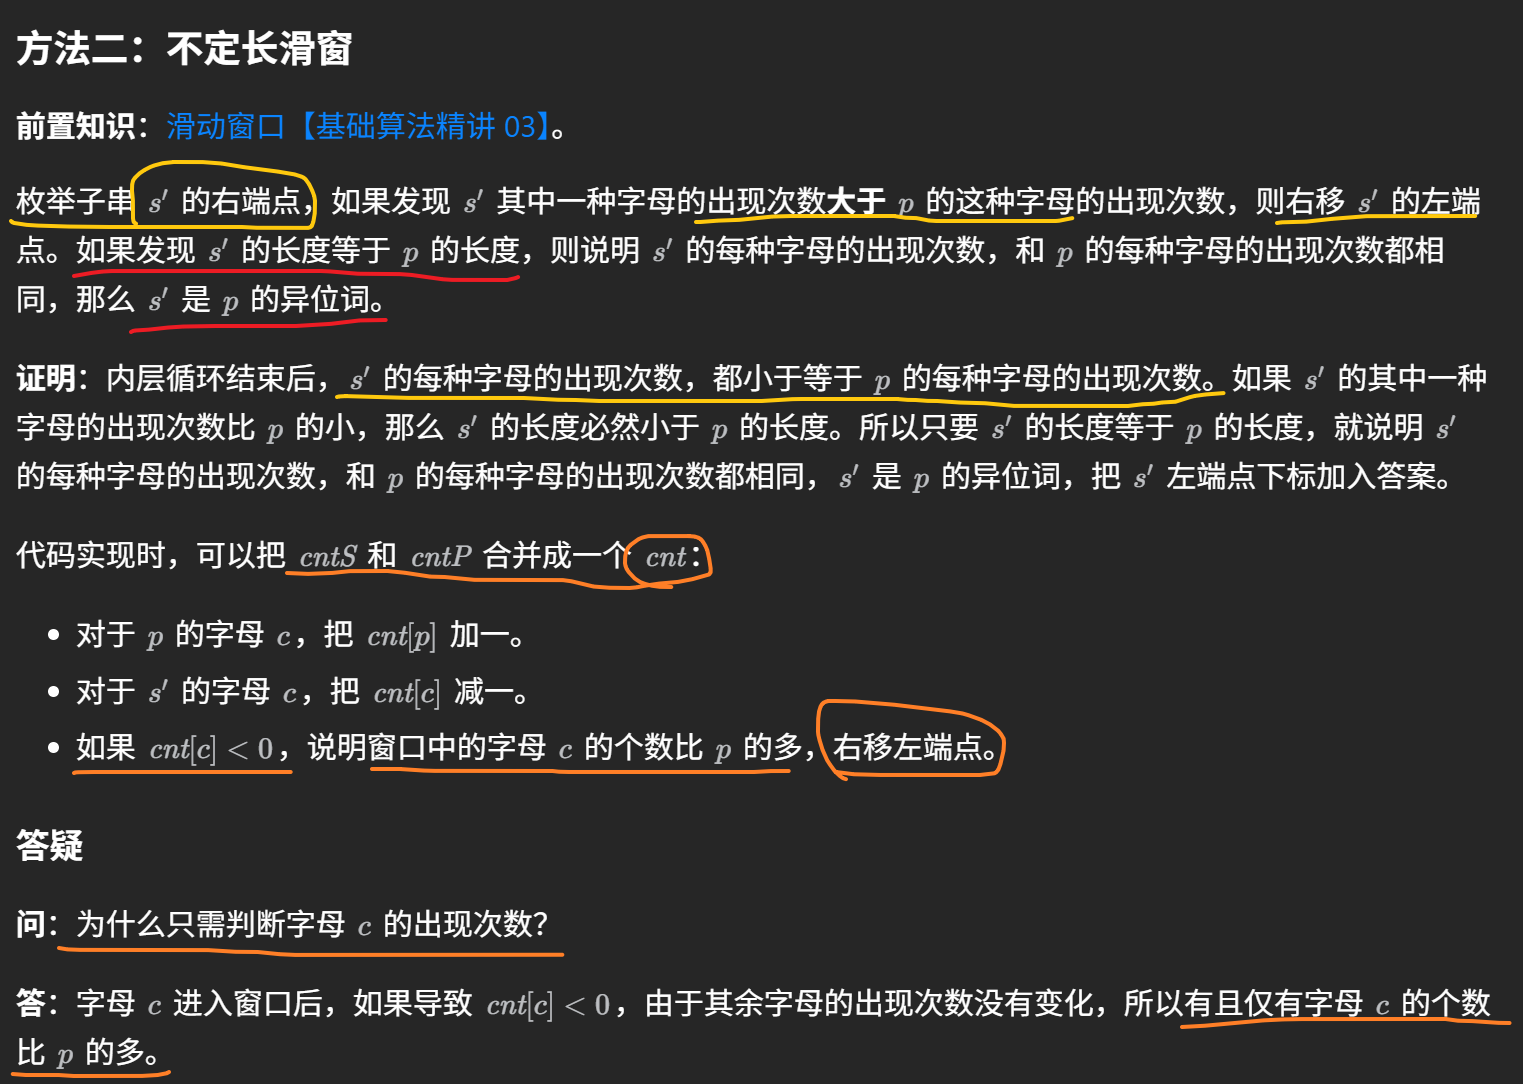 方法二：不定长滑窗
前置知识：滑动窗口【基础算法精讲 03】。
枚举子串 s′ 的右端点，如果发现 s′ 其中一种字母的出现次数大于 p 的这种字母的出现次数，则右移 s′ 的左端
点。如果发现 s′ 的长度等于 p 的长度，则说明 s′ 的每种字母的出现次数，和 p 的每种字母的出现次数都相
同，那么 s′ 是 p 的异位词。
证明：内层循环结束后，s′ 的每种字母的出现次数，都小于等于 p 的每种字母的出现次数。如果 s′ 的其中一种
字母的出现次数比 p 的小，那么 s′ 的长度必然小于 p 的长度。所以只要 s′ 的长度等于 p 的长度，就说明 s′
的每种字母的出现次数，和 p 的每种字母的出现次数都相同，s′ 是 p 的异位词，把 s′ 左端点下标加入答案。
代码实现时，可以把 cntS 和 cntP 合并成一个 cnt：
• 对于 p 的字母 c，把 cnt[p] 加一。
• 对于 s′ 的字母 c，把 cnt[c] 减一。
• 如果 cnt[c] < 0，说明窗口中的字母 c 的个数比 p 的多，右移左端点。
答疑
问：为什么只需判断字母 c 的出现次数？
答：字母 c 进入窗口后，如果导致 cnt[c] < 0，由于其余字母的出现次数没有变化，所以有且仅有字母 c 的个数
比 p 的多。